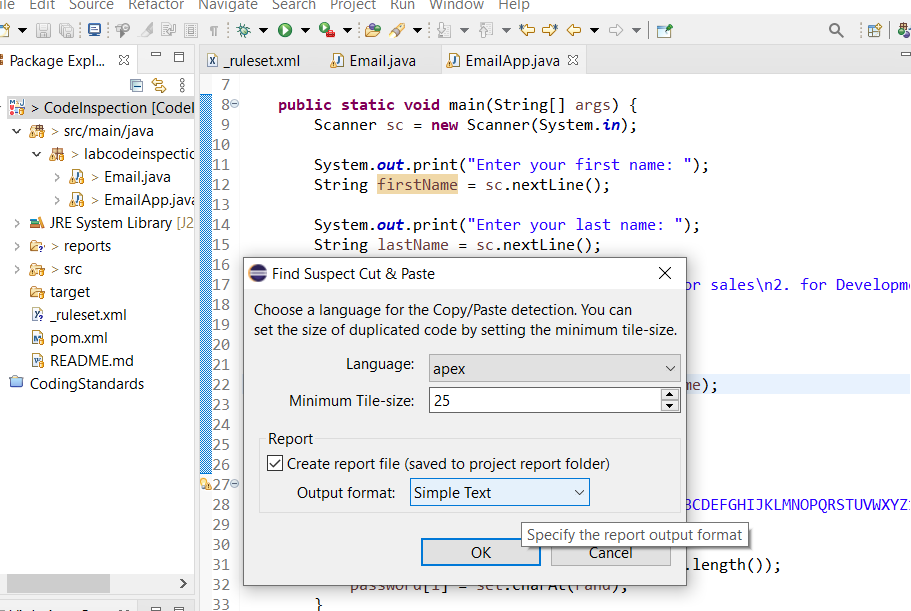 File Edit Source Refactor Navigate Search Project Run Window Help
Package Expl...
_ruleset.xml Email.java EmailApp.java
> CodeInspection [CodeI
> src/main/java
> labcodeinspectio
> Email.java
> EmailApp.java
JRE System Library [J2
> reports
> src
target
_ruleset.xml
pom.xml
README.md
CodingStandards
7
8 public static void main(String[] args) {
9 Scanner sc = new Scanner(System.in);
10
11 System.out.print("Enter your first name: ");
12 String firstName = sc.nextLine();
13
14 System.out.print("Enter your last name: ");
15 String lastName = sc.nextLine();
16
17 or sales\n2. for Developme
18
19
20
21
22 me);
23
24
25
26
27
28 BCDEFGHIJKLMNOPQRSTUVWXYZ
29
30
31 .length());
32 password[i] = set.charAt(rand);
33 }
Find Suspect Cut & Paste
Choose a language for the Copy/Paste detection. You can
set the size of duplicated code by setting the minimum tile-size.
Language: apex
Minimum Tile-size: 25
Report
Create report file (saved to project report folder)
Output format: Simple Text
Specify the report output format
OK Cancel